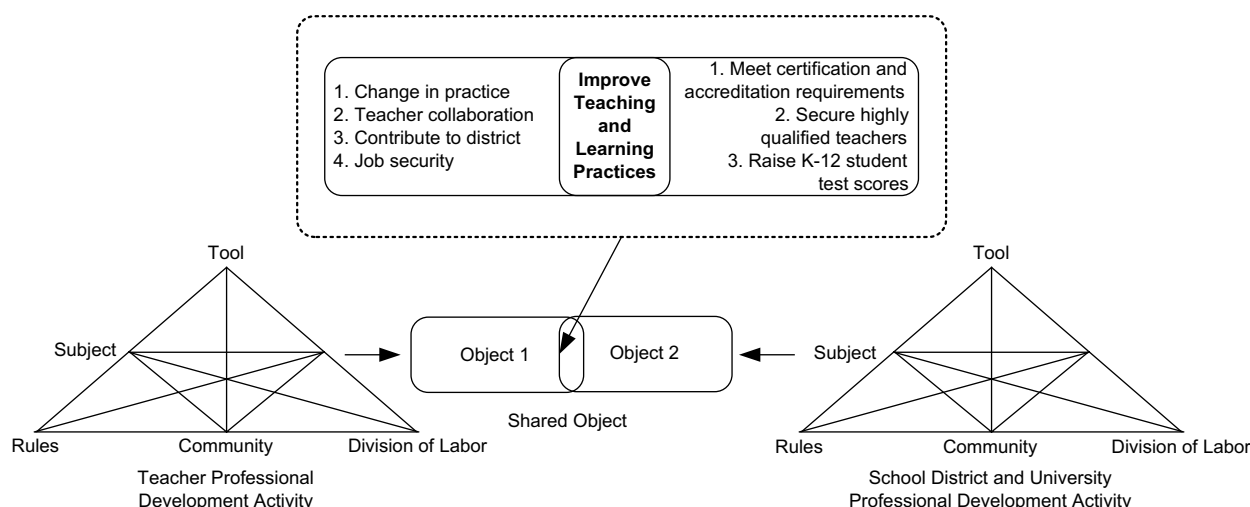 1. Change in practice
2. Teacher collaboration
3. Contribute to district
4. Job security
Improve
Teaching
and
Learning
Practices
1. Meet certification and
accreditation requirements
2. Secure highly
qualified teachers
3. Raise K-12 student
test scores
Tool
Subject
Rules
Community
Division of Labor
Teacher Professional
Development Activity
Object 1
Object 2
Shared Object
Tool
Subject
Rules
Community
Division of Labor
School District and University
Professional Development Activity